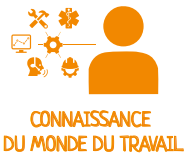 CONNAISSANCE
DU MONDE DU TRAVAIL